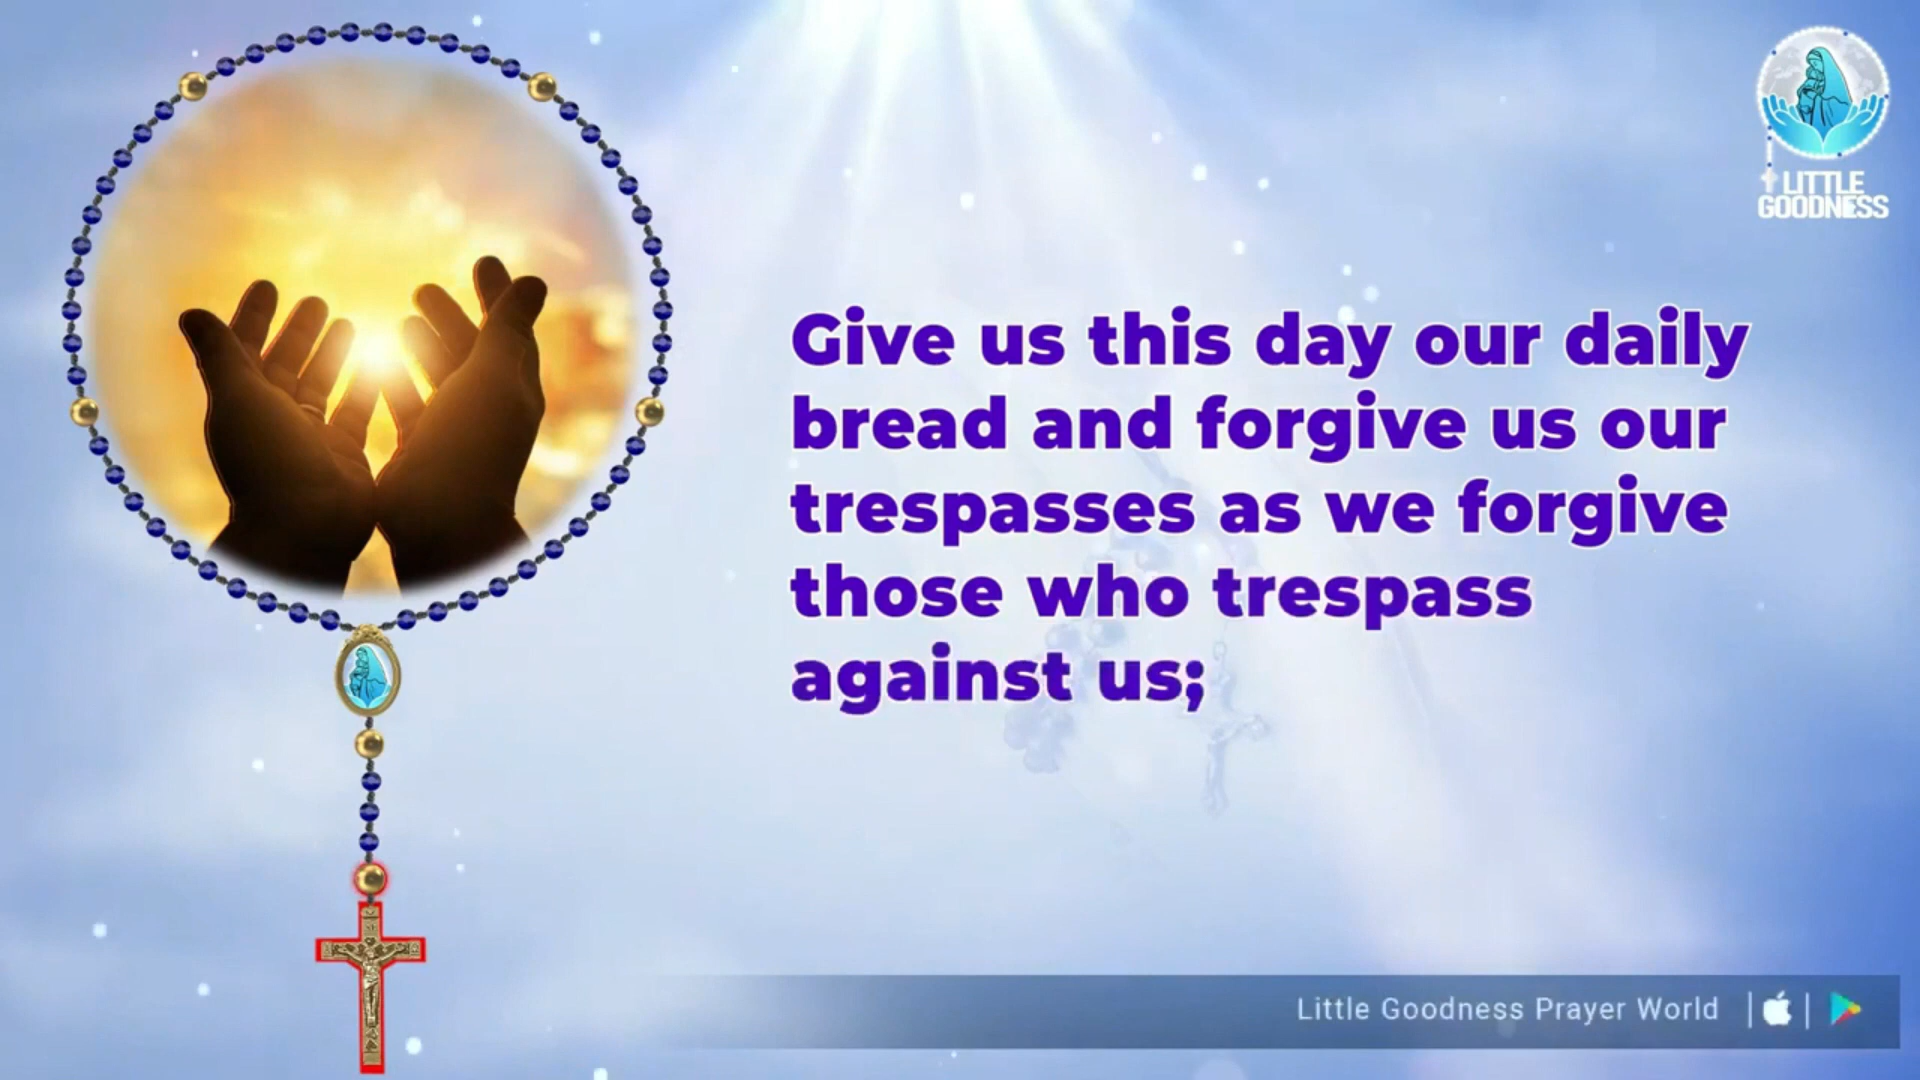 LITTLE
GOODNESS
Give us this day our daily
bread and forgive us our
trespasses as we forgive
those who trespass
against us;
Little Goodness Prayer World